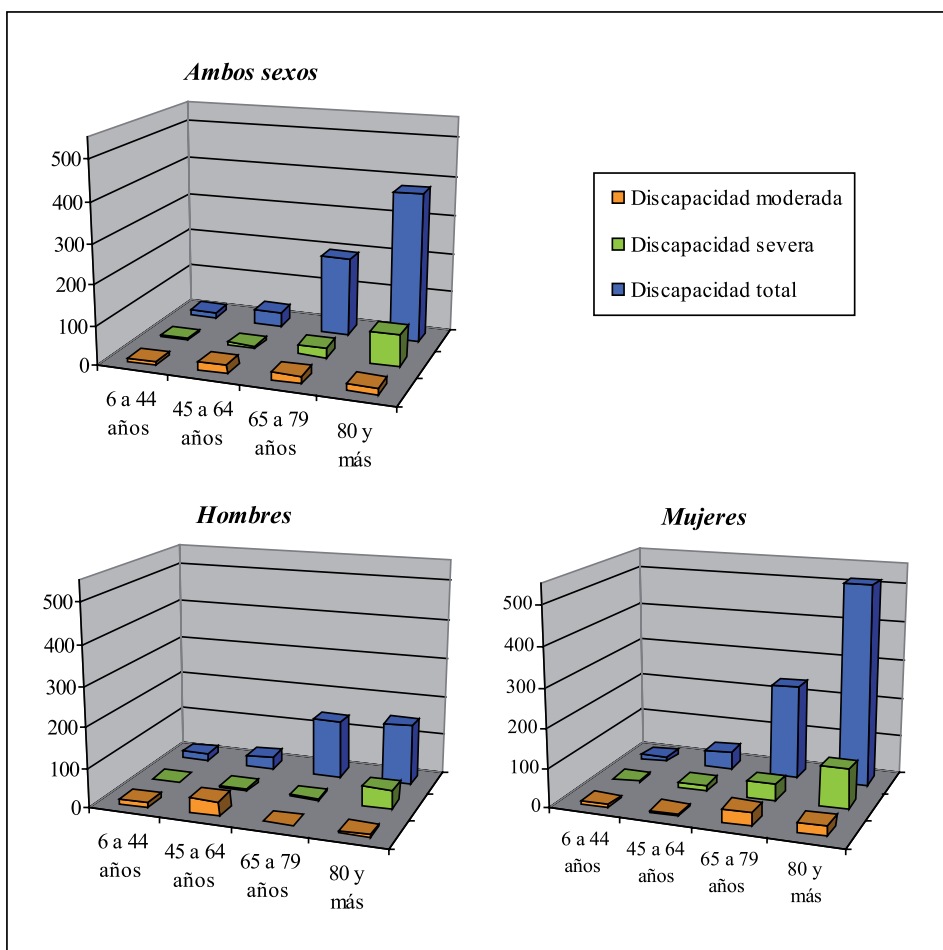 Ambos sexos
500
400
300
200
100
0
6 a 44
años
45 a 64
años
65 a 79
años
80 y
más
Discapacidad moderada
Discapacidad severa
Discapacidad total
Hombres
500
400
300
200
100
0
6 a 44
años
45 a 64
años
65 a 79
años
80 y
más
Mujeres
500
400
300
200
100
0
6 a 44
años
45 a 64
años
65 a 79
años
80 y
más